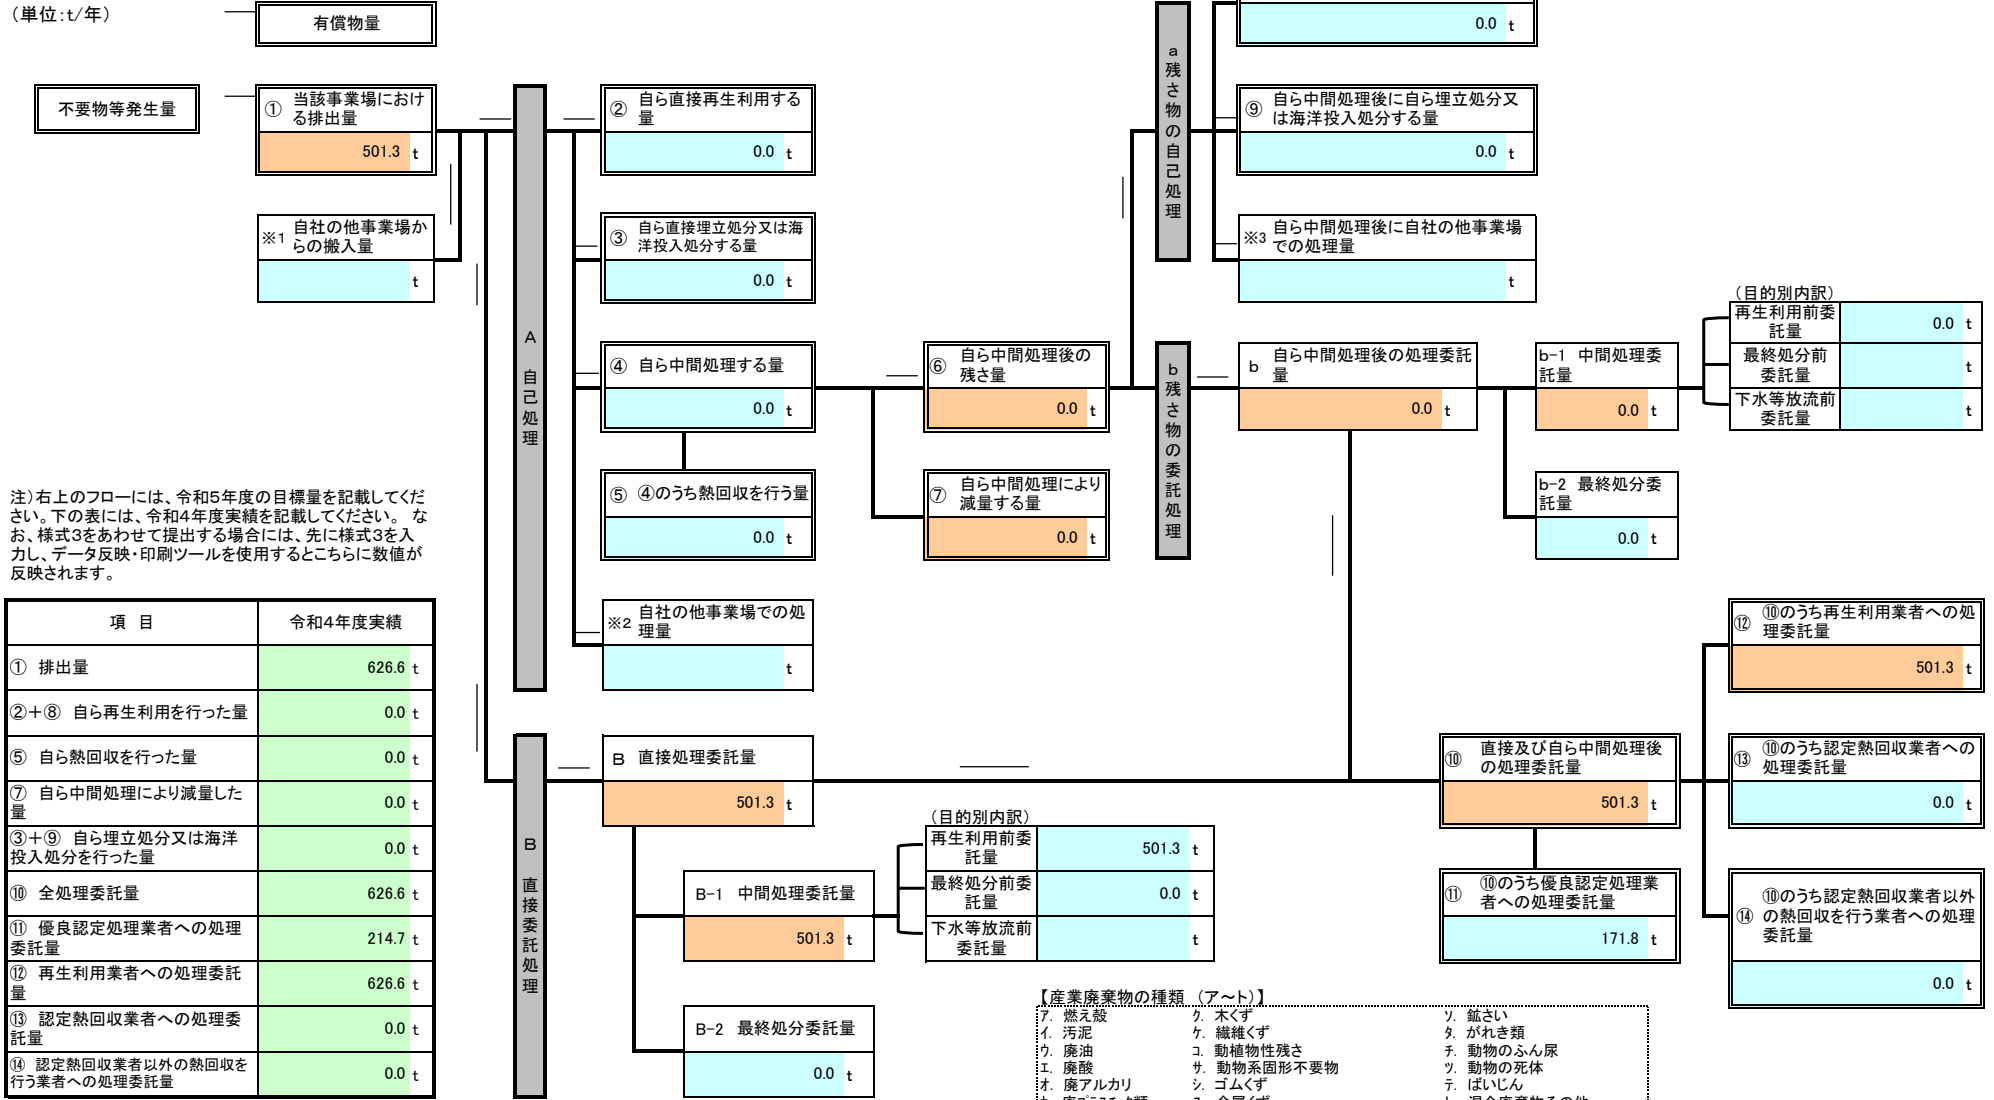 （単位：t/年）
有償物量
不要物等発生量
① 当該事業場におけ
る排出量
501.3 t
※1 自社の他事業場か
らの搬入量
t
A 自己処理
② 自ら直接再生利用する
量
0.0 t
③ 自ら直接埋立処分又は海
洋投入処分する量
0.0 t
④ 自ら中間処理する量
0.0 t
⑤ ④のうち熱回収を行う量
0.0 t
※2 自社の他事業場での処
理量
t
⑥ 自ら中間処理後の
残さ量
0.0 t
⑦ 自ら中間処理により
減量する量
0.0 t
a 残さ物の自己処理
0.0 t
⑨ 自ら中間処理後に自ら埋立処分又
は海洋投入処分する量
0.0 t
※3 自ら中間処理後に自社の他事業場
での処理量
t
b 残さ物の委託処理
b 自ら中間処理後の処理委託
量
0.0 t
b-1 中間処理委
託量
0.0 t
（目的別内訳）
再生利用前委
託量
0.0 t
最終処分前
委託量
t
下水等放流前
委託量
t
b-2 最終処分委
託量
0.0 t
注）右上のフローには、令和５年度の目標量を記載してくだ
さい。下の表には、令和４年度実績を記載してください。 な
お、様式３をあわせて提出する場合には、先に様式３を入
力し、データ反映・印刷ツールを使用するとこちらに数値が
反映されます。
項 目 令和４年度実績
① 排出量 626.6 t
②＋⑧ 自ら再生利用を行った量 0.0 t
⑤ 自ら熱回収を行った量 0.0 t
⑦ 自ら中間処理により減量した
量 0.0 t
③＋⑨ 自ら埋立処分又は海洋
投入処分を行った量 0.0 t
⑩ 全処理委託量 626.6 t
⑪ 優良認定処理業者への処理
委託量 214.7 t
⑫ 再生利用業者への処理委託
量 626.6 t
⑬ 認定熱回収業者への処理委
託量 0.0 t
⑭ 認定熱回収業者以外の熱回収を
行う業者への処理委託量 0.0 t
B 直接委託処理
B 直接処理委託量
501.3 t
B-1 中間処理委託量
501.3 t
B-2 最終処分委託量
0.0 t
（目的別内訳）
再生利用前委
託量
501.3 t
最終処分前委
託量
0.0 t
下水等放流前
委託量
t
⑩ 直接及び自ら中間処理後
の処理委託量
501.3 t
⑪ ⑩のうち優良認定処理業
者への処理委託量
171.8 t
⑫ ⑩のうち再生利用業者への処
理委託量
501.3 t
⑬ ⑩のうち認定熱回収業者への
処理委託量
0.0 t
⑭ ⑩のうち認定熱回収業者以外
の熱回収を行う業者への処理
委託量
0.0 t
【産業廃棄物の種類 （ア～ト）】
ア. 燃え殻 ク. 木くず ソ. 鉱さい
イ. 汚泥 ケ. 繊維くず タ. がれき類
ウ. 廃油 コ. 動植物性残さ チ. 動物のふん尿
エ. 廃酸 サ. 動物系固形不要物 ツ. 動物の死体
オ. 廃アルカリ シ. ゴムくず テ. ばいじん